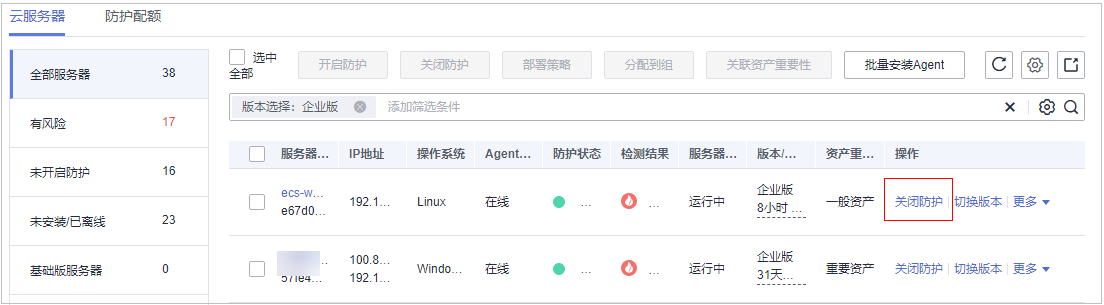 云服务器 防护配额
全部服务器 38
有风险 17
未开启防护 16
未安装/已离线 23
基础版服务器 0
选中
全部
开启防护 关闭防护 部署策略 分配到组 关联资产重要性 批量安装Agent
版本选择：企业版 添加筛选条件
服务器... IP地址 操作系统 Agent... 防护状态 检测结果 服务器... 版本/... 资产重... 操作
ecs-w...
e67d0...
192.1... Linux 在线 ... ... 运行中
企业版
8小时 ...
一般资产 关闭防护 切换版本 更多
57fe4...
100.8...
192.1...
Windo... 在线 ... ... 运行中
企业版
31天...
重要资产 关闭防护 切换版本 更多